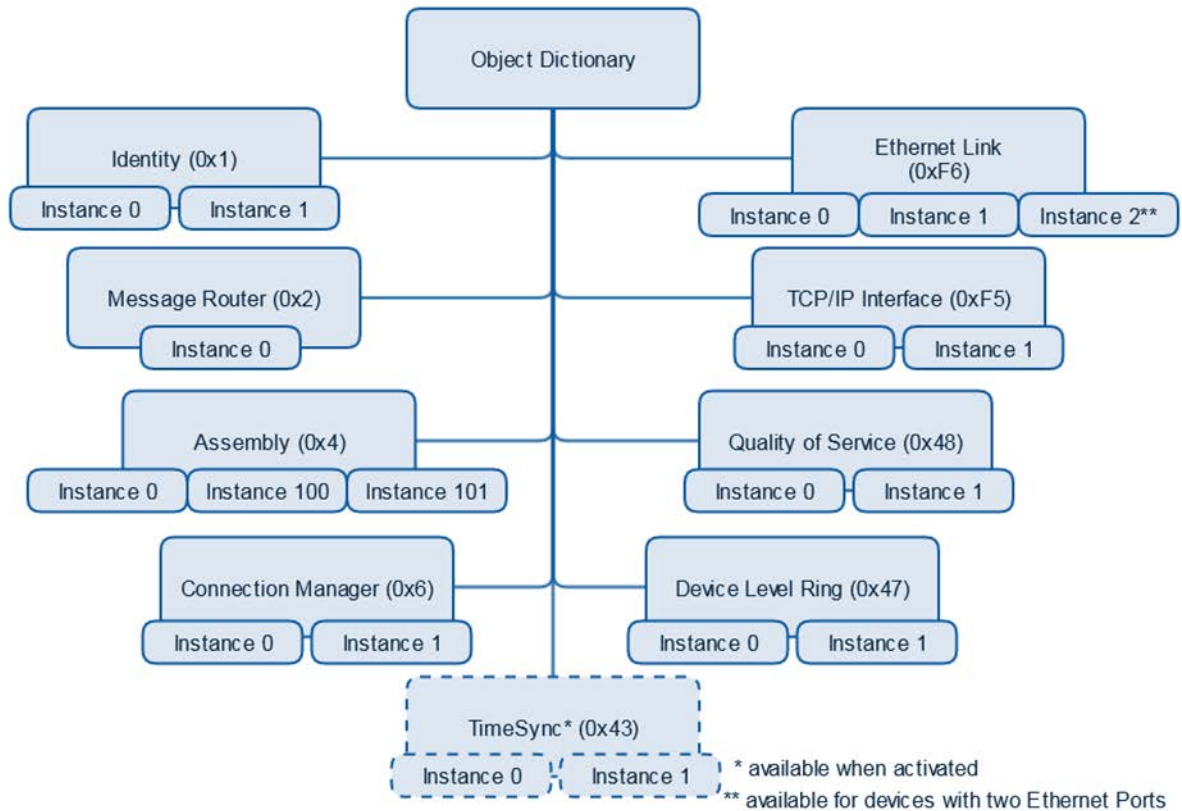 Object Dictionary
Identity (0x1)
Instance 0
Instance 1
Ethernet Link
(0xF6)
Instance 0
Instance 1
Instance 2**
Message Router (0x2)
Instance 0
TCP/IP Interface (0xF5)
Instance 0
Instance 1
Assembly (0x4)
Instance 0
Instance 100
Instance 101
Quality of Service (0x48)
Instance 0
Instance 1
Connection Manager (0x6)
Instance 0
Instance 1
Device Level Ring (0x47)
Instance 0
Instance 1
TimeSync* (0x43)
Instance 0
Instance 1
* available when activated
** available for devices with two Ethernet Ports